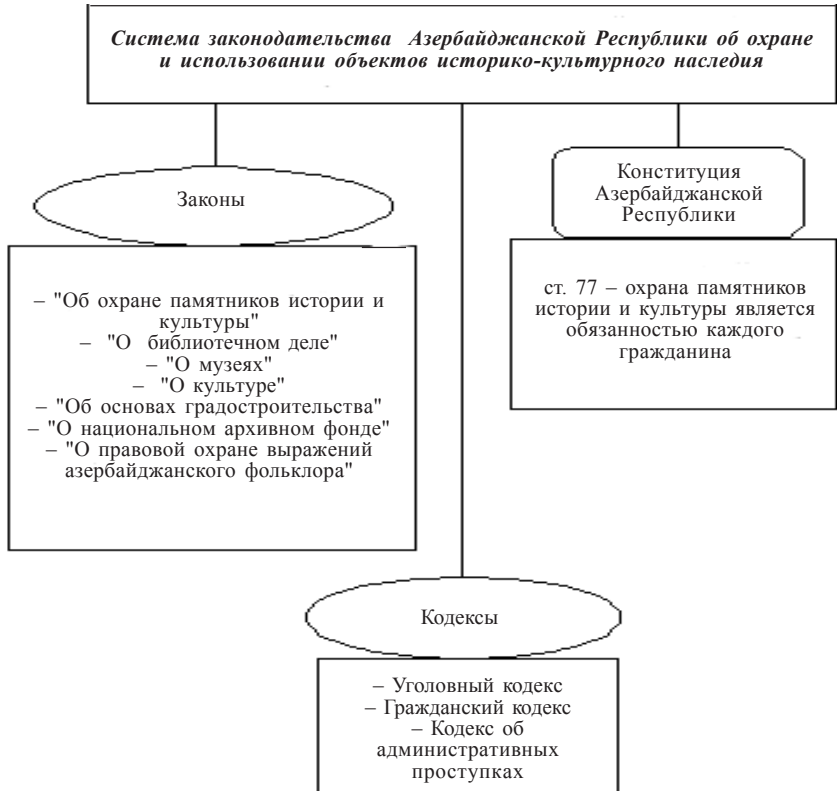 Система законодательства Азербайджанской Республики об охране
и использовании объектов историко-культурного наследия
Законы
– "Об охране памятников истории и
культуры"
– "О библиотечном деле"
– "О музеях"
– "О культуре"
– "Об основах градостроительства"
– "О национальном архивном фонде"
– "О правовой охране выражений
азербайджанского фольклора"
Конституция
Азербайджанской
Республики
ст. 77 – охрана памятников
истории и культуры является
обязанностью каждого
гражданина
Кодексы
– Уголовный кодекс
– Гражданский кодекс
– Кодекс об
административных
проступках